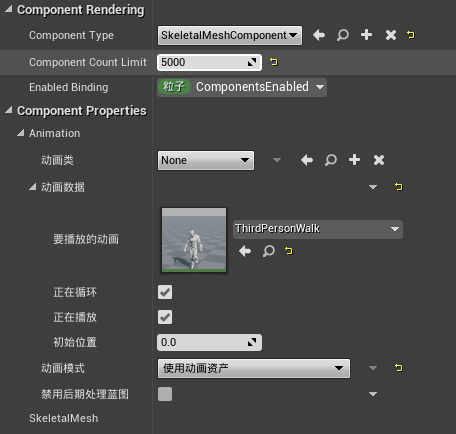 Component Rendering
Component Type SkeletalMeshComponent
Component Count Limit 5000
Enabled Binding 粒子 ComponentsEnabled
Component Properties
Animation
动画类 None
动画数据
要播放的动画 ThirdPersonWalk
正在循环
正在播放
初始位置 0.0
动画模式 使用动画资产
禁用后期处理蓝图
SkeletalMesh